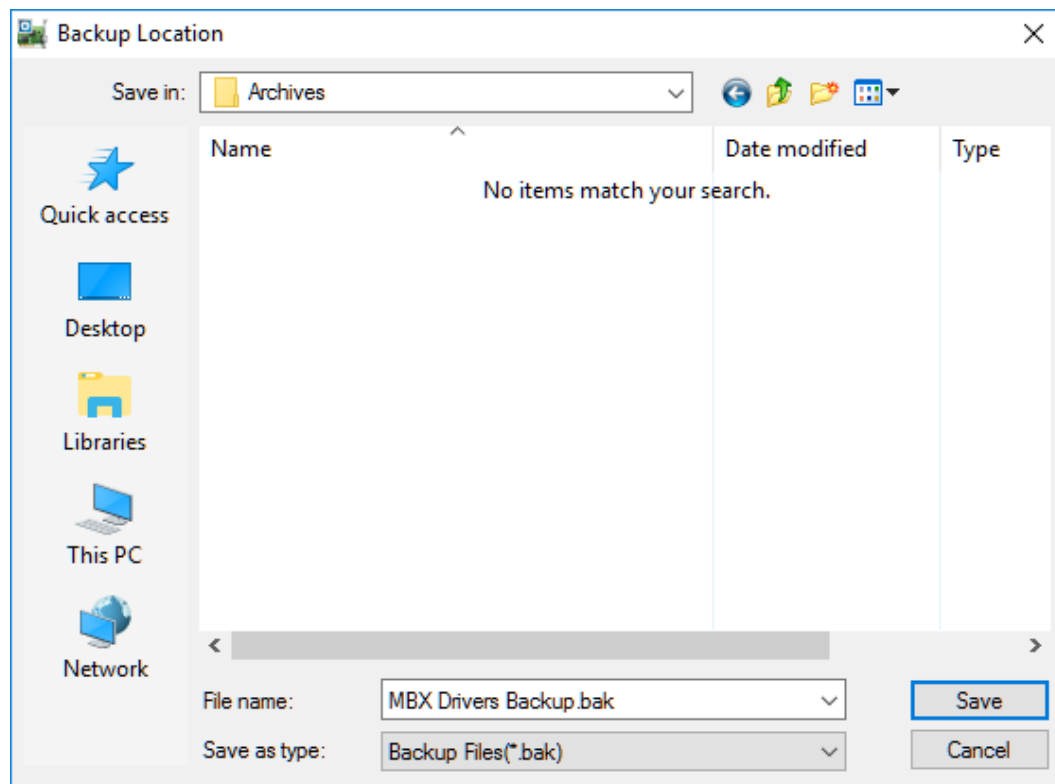 Backup Location
Save in: Archives
Name Date modified Type
No items match your search.
Quick access
Desktop
Libraries
This PC
Network
File name: MBX Drivers Backup.bak Save
Save as type: Backup Files(*.bak) Cancel